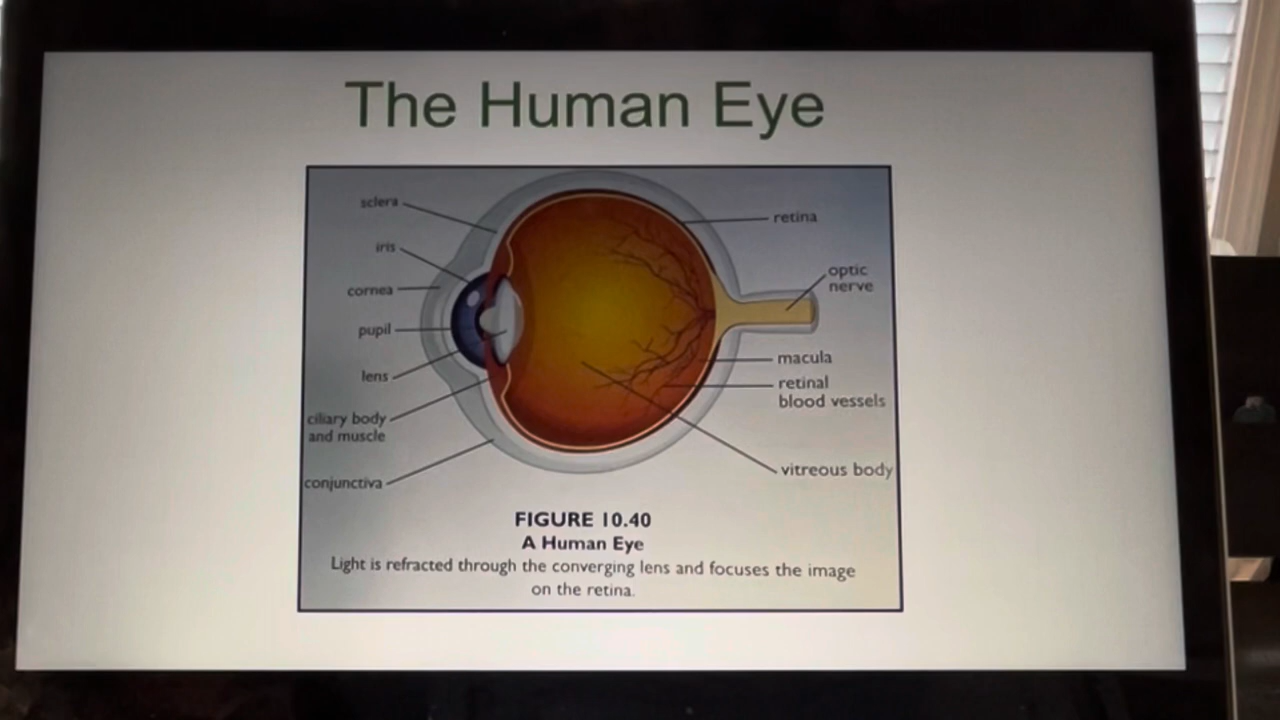 The Human Eye
sclera
iris
cornea
pupil
lens
ciliary body
and muscle
conjunctiva
retina
optic
nerve
macula
retinal
blood vessels
vitreous body
FIGURE 10.40
A Human Eye
Light is refracted through the converging lens and focuses the image
on the retina.